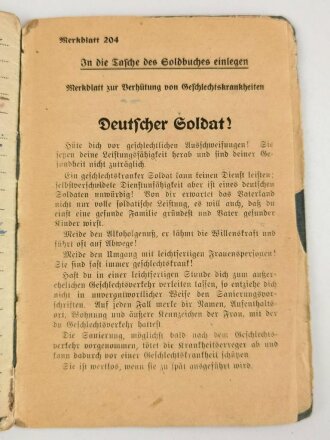 Merkblatt 204
In die Tasche des Soldbuches einlegen
Merkblatt zur Verhütung von Geschlechtskrankheiten
Deutscher Soldat!
Hüte dich vor geschlechtlichen Ausschweifungen! Sie
setzen deine Leistungsfähigkeit herab und sind deiner Ge-
sundheit nicht zuträglich.
Ein geschlechtskranker Soldat kann keinen Dienst leisten;
selbstverschuldete Dienstunfähigkeit aber ist eines deutschen
Soldaten unwürdig! Von dir erwartet das Vaterland
nicht nur volle soldatische Leistung, es will auch, daß du
einst eine gesunde Familie gründest und Vater gesunder
Kinder wirst.
Meide den Alkoholgenuß, er lähmt die Willenskraft und
führt oft auf Abwege!
Meide den Umgang mit leichtfertigen Frauenspersonen!
Sie sind fast immer geschlechtskrank!
Hast du in einer leichtfertigen Stunde dich zum außer-
ehelichen Geschlechtsverkehr verleiten lassen, so entziehe dich
nicht in unverantwortlicher Weise den Sanierungsvor-
schriften. Auf jeden Fall merke dir Namen, Aufenthalts-
ort, Wohnung und äußere Kennzeichen der Frau, mit der
du Geschlechtsverkehr hattest.
Die Sanierung, möglichst bald nach dem Geschlechts-
verkehr vorgenommen, tötet die Krankheitserreger ab und
kann dadurch vor einer Geschlechtskrankheit schützen.
Sie ist wertlos, wenn sie zu spät ausgeführt wird.